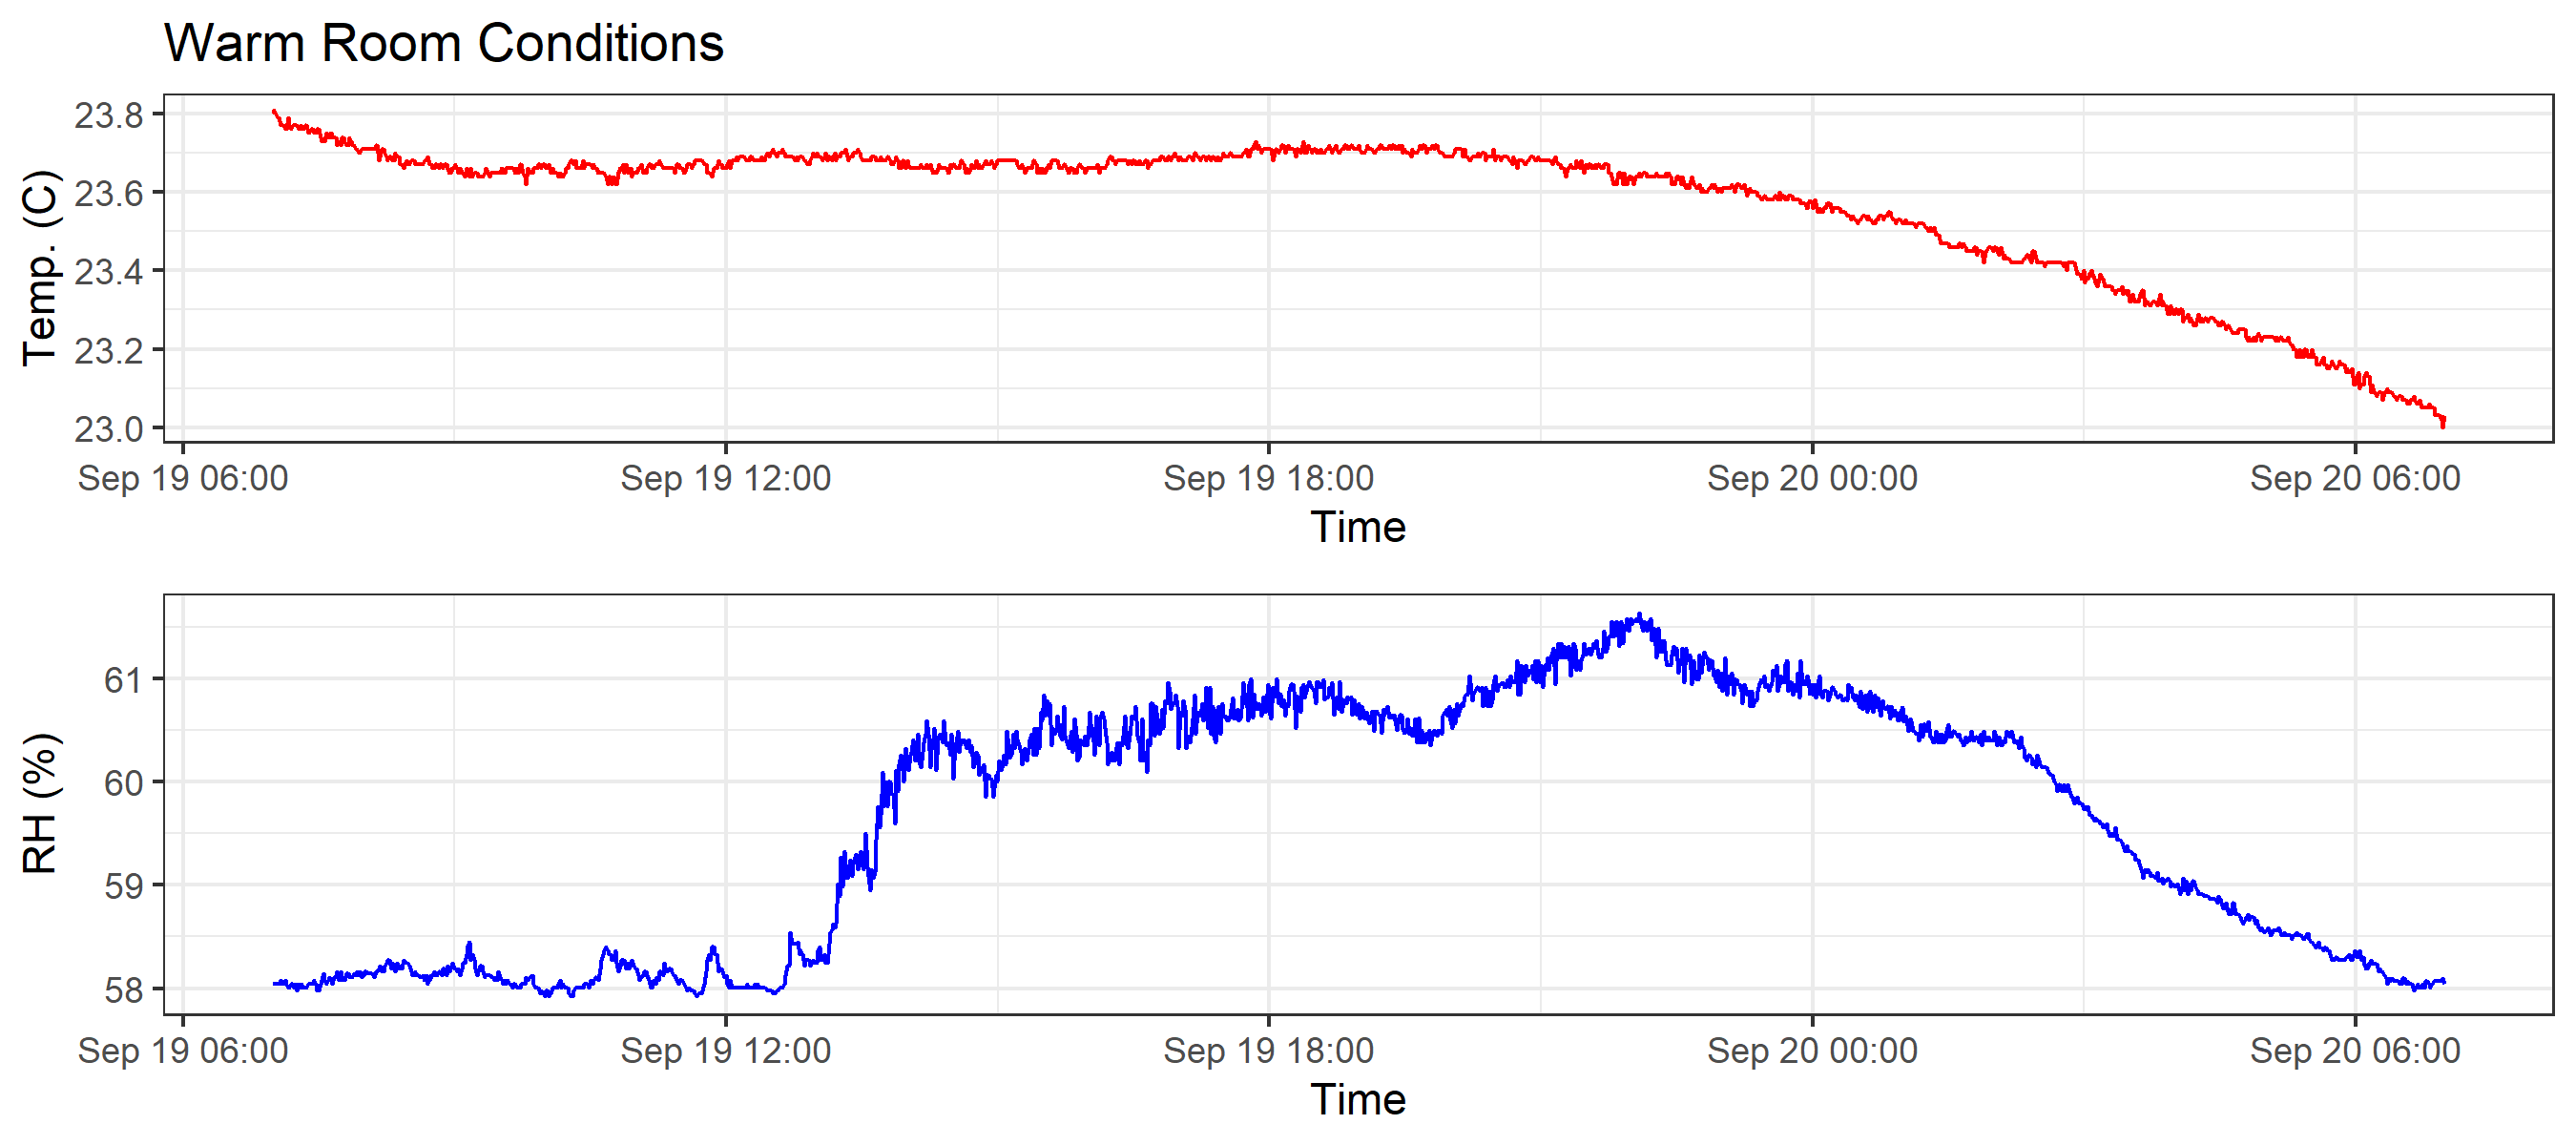 Warm Room Conditions
23.8
23.6
23.4
23.2
23.0
Temp. (C)
Sep 19 06:00 Sep 19 12:00 Sep 19 18:00 Sep 20 00:00 Sep 20 06:00
Time
61
60
59
58
RH (%)
Sep 19 06:00 Sep 19 12:00 Sep 19 18:00 Sep 20 00:00 Sep 20 06:00
Time